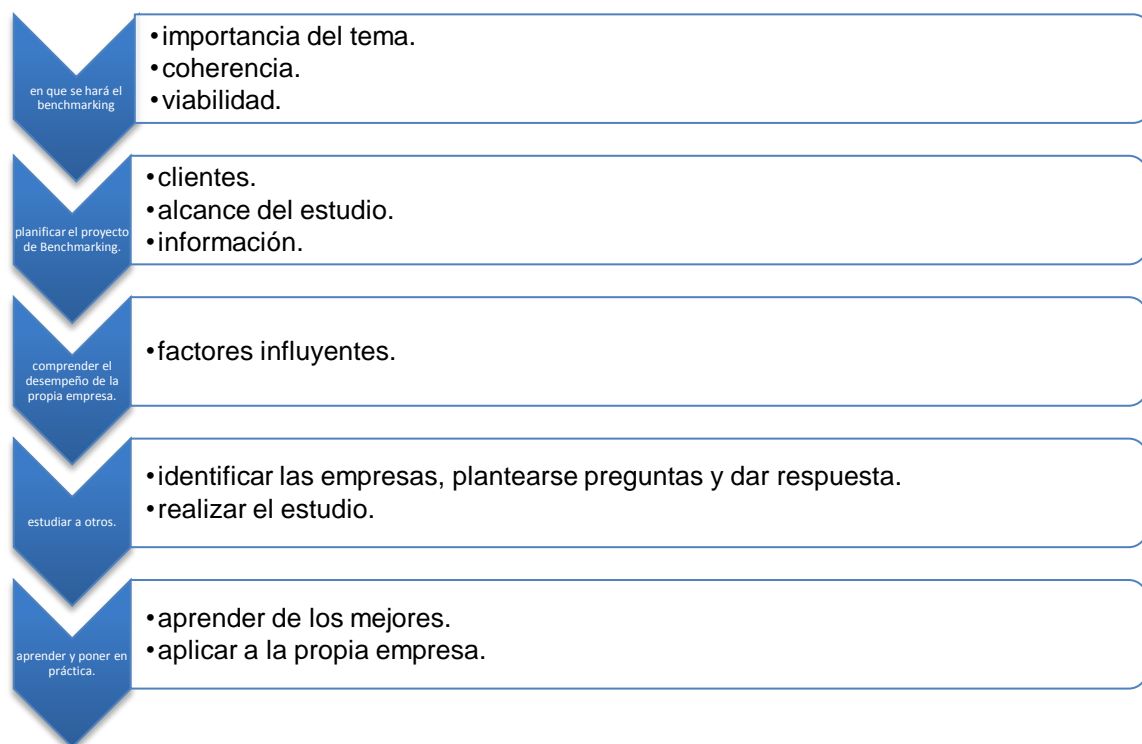 en que se hará el
benchmarking
•importancia del tema.
•coherencia.
•viabilidad.
planificar el proyecto
de Benchmarking.
•clientes.
•alcance del estudio.
•información.
comprender el
desempeño de la
propia empresa.
•factores influyentes.
estudiar a otros.
•identificar las empresas, plantearse preguntas y dar respuesta.
•realizar el estudio.
aprender y poner en
práctica.
•aprender de los mejores.
•aplicar a la propia empresa.